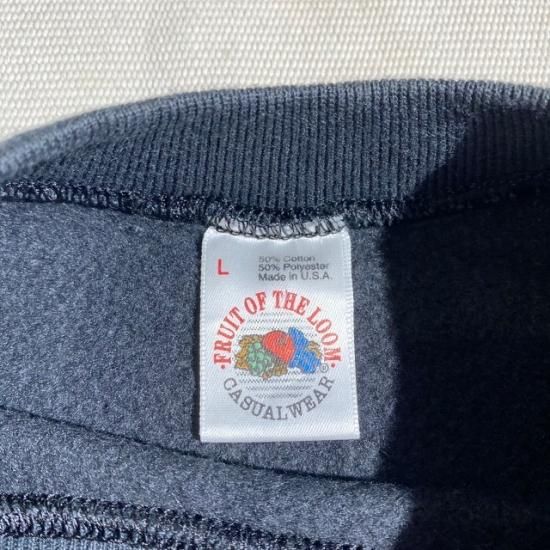 L
50% Cotton
50% Polyester
Made in U.S.A.
·FRUIT OF THE LOOM·
®
CASUALWEAR